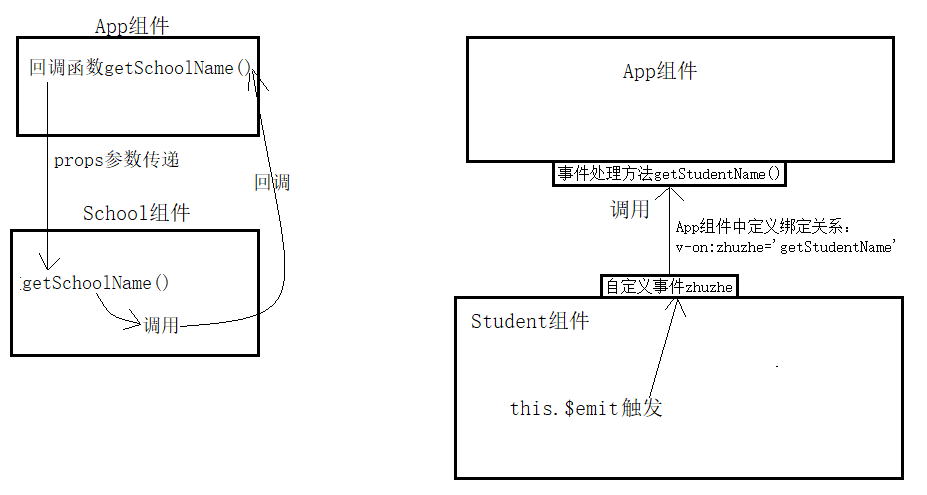 App组件
回调函数getSchoolName()
props参数传递
回调
School组件
getSchoolName()
调用
App组件
事件处理方法getStudentName()
调用
App组件中定义绑定关系：
v-on:zhuzhe='getStudentName'
自定义事件zhuzhe
Student组件
this.$emit触发